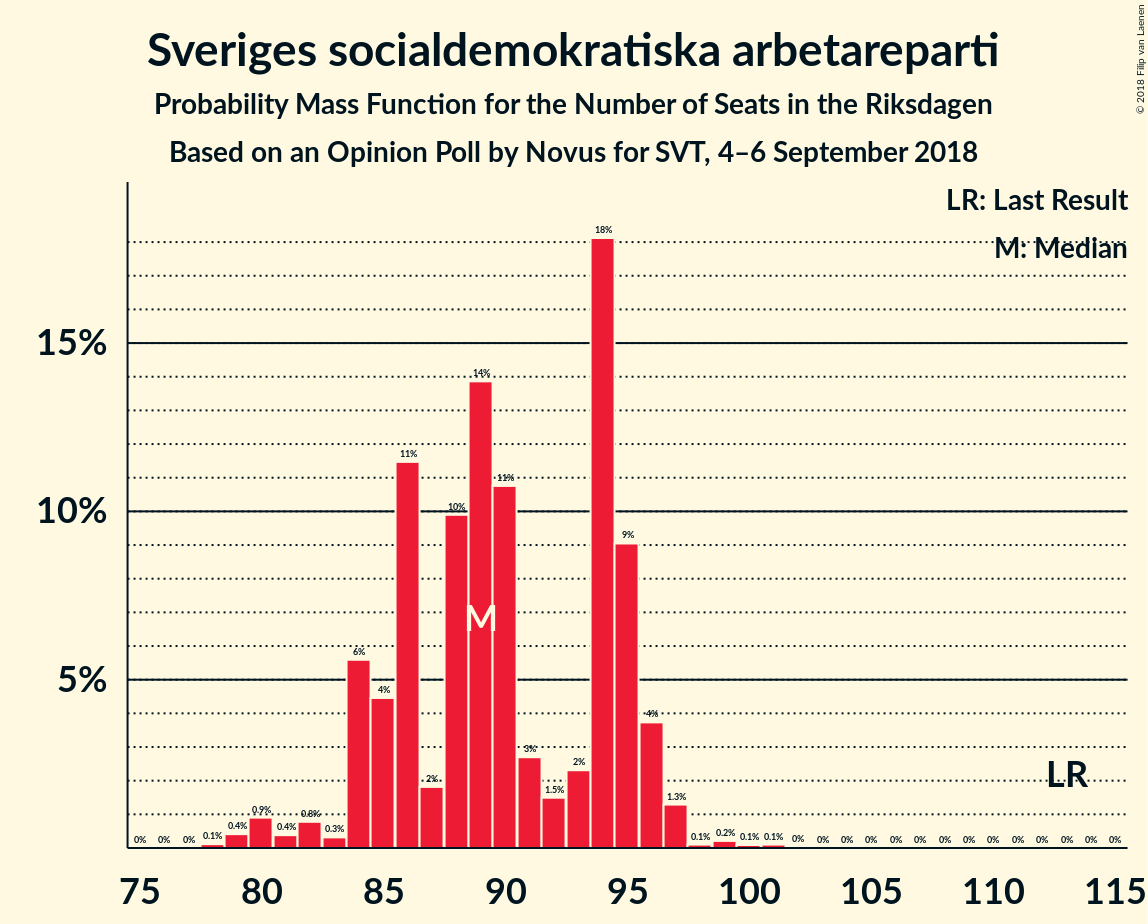 Sveriges socialdemokratiska arbetareparti
Probability Mass Function for the Number of Seats in the Riksdagen
Based on an Opinion Poll by Novus for SVT, 4–6 September 2018
© 2018 Filip van Laenen
LR: Last Result
M: Median
15%
10%
5%
0% 0% 0% 0.1% 0.4% 0.9% 0.4% 0.8% 0.3% 6% 4% 11% 2% 10% 14% 11% 3% 1.5% 2% 18% 9% 4% 1.3% 0.1% 0.2% 0.1% 0.1% 0% 0% 0% 0% 0% 0% 0% 0% 0% 0% 0% 0% 0% 0%
M
LR
75 80 85 90 95 100 105 110 115